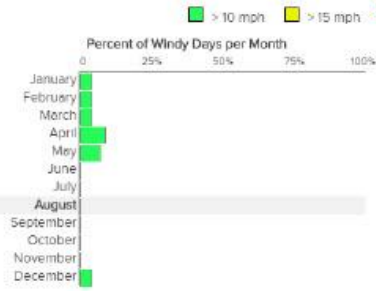 > 10 mph > 15 mph
Percent of Windy Days per Month
0 25% 50% 75% 100%
January
February
March
April
May
June
July
August
September
October
November
December